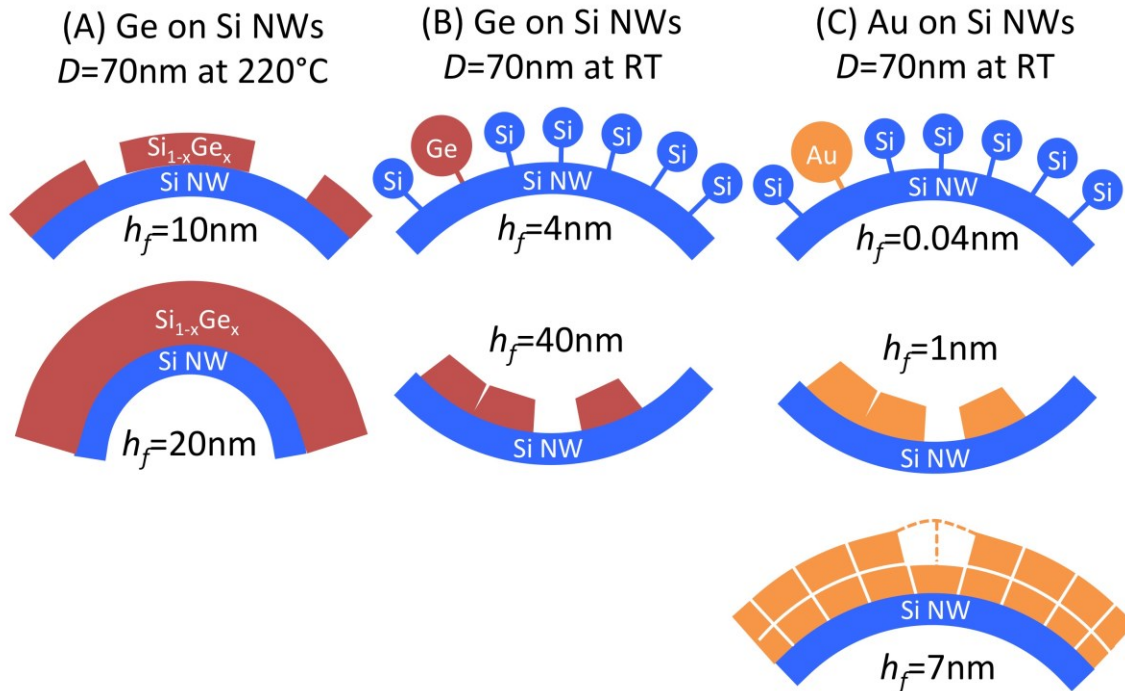 (A) Ge on Si NWs
D=70nm at 220°C
Si1-xGex
Si NW
hf=10nm
Si1-xGex
Si NW
hf=20nm
(B) Ge on Si NWs
D=70nm at RT
Si
Ge
Si
Si
Si
Si
Si
Si NW
hf=4nm
hf=40nm
Si NW
(C) Au on Si NWs
D=70nm at RT
Si
Au
Si
Si
Si
Si
Si
Si NW
hf=0.04nm
hf=1nm
Si NW
Si NW
hf=7nm